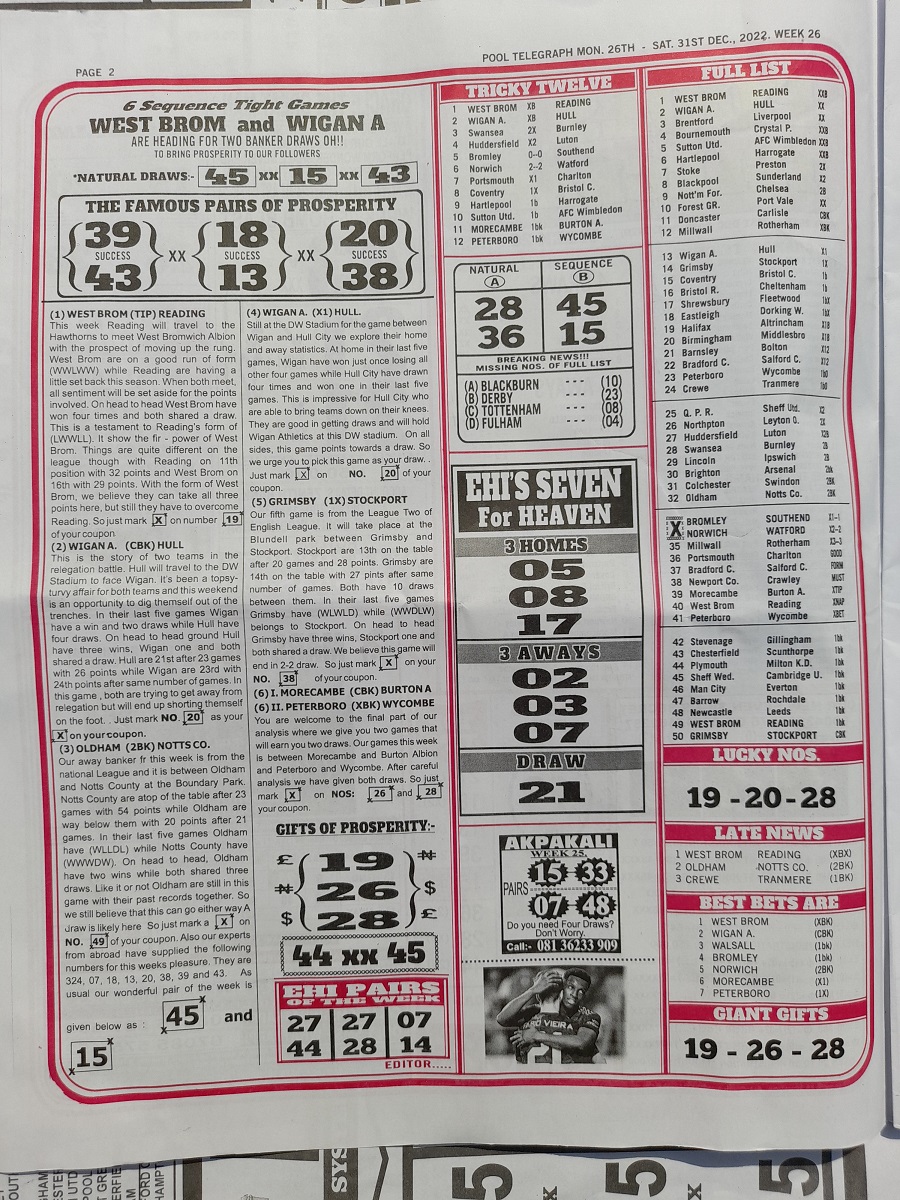 PAGE 2
POOL TELEGRAPH MON. 26TH - SAT. 31ST DEC., 2022. WEEK 26
6 Sequence Tight Games
WEST BROM and WIGAN A
ARE HEADING FOR TWO BANKER DRAWS OH!!
TO BRING PROSPERITY TO OUR FOLLOWERS
*NATURAL DRAWS:- 45 xx 15 xx 43
THE FAMOUS PAIRS OF PROSPERITY
39 18 20
SUCCESS XX SUCCESS XX SUCCESS
43 13 38
(1) WEST BROM (TIP) READING
This week Reading will travel to the
Hawthorns to meet West Bromwich Albion
with the prospect of moving up the rung.
West Brom are on a good run of form
(WWLWW) while Reading are having a
little set back this season. When both meet,
all sentiment will be set aside for the points
involved. On head to head West Brom have
won four times and both shared a draw.
This is a testament to Reading's form of
(LWWLL). It show the fir - power of West
Brom. Things are quite different on the
league though with Reading on 11th
position with 32 points and West Brom on
16th with 29 points. With the form of West
Brom, we believe they can take all three
points here, but still they have to overcome
Reading. So just mark X on number 19
of your coupon.
(2) WIGAN A. (CBK) HULL
This is the story of two teams in the
relegation battle. Hull will travel to the DW
Stadium to face Wigan. It's been a topsy-
turvy affair for both teams and this weekend
is an opportunity to dig themselves out of the
trenches. In their last five games Wigan
have a win and two draws while Hull have
four draws. On head to head ground Hull
have three wins, Wigan one and both
shared a draw. Hull are 21st after 23 games
with 26 points while Wigan are 23rd with
24th points after same number of games. In
this game , both are trying to get away from
relegation but will end up shorting themself
on the foot. . Just mark NO. 20 as your
X on your coupon.
(3) OLDHAM (2BK) NOTTS CO.
Our away banker fr this week is from the
national League and it is between Oldham
and Notts County at the Boundary Park.
Notts County are atop of the table after 23
games with 54 points while Oldham are
way below them with 20 points after 21
games. In their last five games Oldham
have (WLLDL) while Notts County have
(WWWDW). On head to head, Oldham
have two wins while both shared three
draws. Like it or not Oldham are still in this
game with their past records together. So
we still believe that this can go either way A
draw is likely here So just mark a X on
NO. 49 of your coupon. Also our experts
from abroad have supplied the following
numbers for this weeks pleasure. They are
324, 07, 18, 13, 20, 38, 39 and 43. As
usual our wonderful pair of the week is
given below as : 45 and
15
(4) WIGAN A. (X1) HULL.
Still at the DW Stadium for the game between
Wigan and Hull City we explore their home
and away statistics. At home in their last five
games, Wigan have won just once losing all
other four games while Hull City have drawn
four times and won one in their last five
games. This is impressive for Hull City who
are able to bring teams down on their knees.
They are good in getting draws and will hold
Wigan Athletics at this DW stadium. On all
sides, this game points towards a draw. .
So we urge you to pick this game as your draw. .
Just mark X on NO. 20 of your
coupon.
(5) GRIMSBY (1X) STOCKPORT
Our fifth game is from the League Two of
English League. It will take place at the
Blundell park between Grimsby and
Stockport. Stockport are 13th on the table
after 20 games and 28 points. Grimsby are
14th on the table with 27 pints after same
number of games. Both have 10 draws
between them. In their last five games
Grimsby have (WLWLD) while (WWDLW)
belongs to Stockport. On head to head
Grimsby have three wins, Stockport one and
both shared a draw. We believe this game will
end in 2-2 draw. So just mark X on your
NO. 38 of your coupon.
(6) I. MORECAMBE (CBK) BURTON A
(6) II. PETERBORO (XBK) WYCOMBE
You are welcome to the final part of our
analysis where we give you two games that
will earn you two draws. Our games this week
is between Morecambe and Burton Albion
and Peterboro and Wycombe. After careful
analysis we have given both draws. So just
mark X on NOS: 26 and 28
your coupon.
GIFTS OF PROSPERITY:-
£ 19 ₦
₦ 26 $
$ 28 £
44 xx 45
EHI PAIRS
OF THE WEEK
27 27 07
44 28 14
EDITOR.....
TRICKY TWELVE
1 WEST BROM XB READING
2 WIGAN A. XB HULL
3 Swansea 2X Burnley
4 Huddersfield X2 Luton
5 Bromley 0--0 Southend
6 Norwich 2--2 Watford
7 Portsmouth X1 Charlton
8 Coventry 1X Bristol C.
9 Hartlepool 1b Harrogate
10 Sutton Utd. 1b AFC Wimbledon
11 MORECAMBE 1bk BURTON A.
12 PETERBORO 1bk WYCOMBE
NATURAL SEQUENCE
A B
28 45
36 15
BREAKING NEWS!!!
MISSING NOS. OF FULL LIST
(A) BLACKBURN --- (10)
(B) DERBY --- (23)
(C) TOTTENHAM --- (08)
(D) FULHAM --- (04)
EHI'S SEVEN
For HEAVEN
3 HOMES
05
08
17
3 AWAYS
02
03
07
DRAW
21
AKPAKALI
WEEK 25.
PAIRS 15 33
07 48
Do you need Four Draws?
Don't Worry.
Call:- 081 36233 909
FULL LIST
1 WEST BROM READING XXB
2 WIGAN A. HULL XX
3 Brentford Liverpool XX
4 Bournemouth Crystal P. XXB
5 Sutton Utd. AFC Wimbledon XXB
6 Hartlepool Harrogate XXB
7 Stoke Preston 2X
8 Blackpool Sunderland X2
9 Nott'm For. Chelsea 2B
10 Forest GR. Port Vale XX
11 Doncaster Carlisle CBK
12 Millwall Rotherham XBK
13 Wigan A. Hull X1
14 Grimsby Stockport 1X
15 Coventry Bristol C. 1b
16 Bristol R. Cheltenham 1b
17 Shrewsbury Fleetwood 1bX
18 Eastleigh Dorking W. 1bX
19 Halifax Altrincham X1B
20 Birmingham Middlesbro X1B
21 Barnsley Bolton X12
22 Bradford C. Salford C. X12
23 Peterboro Wycombe 1b0
24 Crewe Tranmere 1b0
25 Q. P. R. Sheff Utd. X2
26 Northpton Leyton O. 2X
27 Huddersfield Luton X2B
28 Swansea Burnley 2B
29 Lincoln Ipswich 2B
30 Brighton Arsenal 2bk
31 Colchester Swindon 2BK
32 Oldham Notts Co. 2BK
X BROMLEY SOUTHEND X1-1
NORWICH WATFORD X2-2
35 Millwall Rotherham X3-3
36 Portsmouth Charlton GOOD
37 Bradford C. Salford C. FORM
38 Newport Co. Crawley MUST
39 Morecambe Burton A. XTIP
40 West Brom Reading XNAP
41 Peterboro Wycombe XBET
42 Stevenage Gillingham 1bk
43 Chesterfield Scunthorpe 1bk
44 Plymouth Milton K.D. 1bk
45 Sheff Wed. Cambridge U. 1bk
46 Man City Everton 1bk
47 Barrow Rochdale 1bk
48 Newcastle Leeds 1bk
49 WEST BROM READING 1bk
50 GRIMSBY STOCKPORT CBK
LUCKY NOS.
19 - 20 - 28
LATE NEWS
1 WEST BROM READING (XBX)
2 OLDHAM NOTTS CO. (2BK)
3 CREWE TRANMERE (1BK)
BEST BETS ARE
1 WEST BROM (XBK)
2 WIGAN A. (CBK)
3 WALSALL (1bk)
4 BROMLEY (1bk)
5 NORWICH (2BK)
6 MORECAMBE (X1)
7 PETERBORO (1X)
GIANT GIFTS
19 - 26 - 28